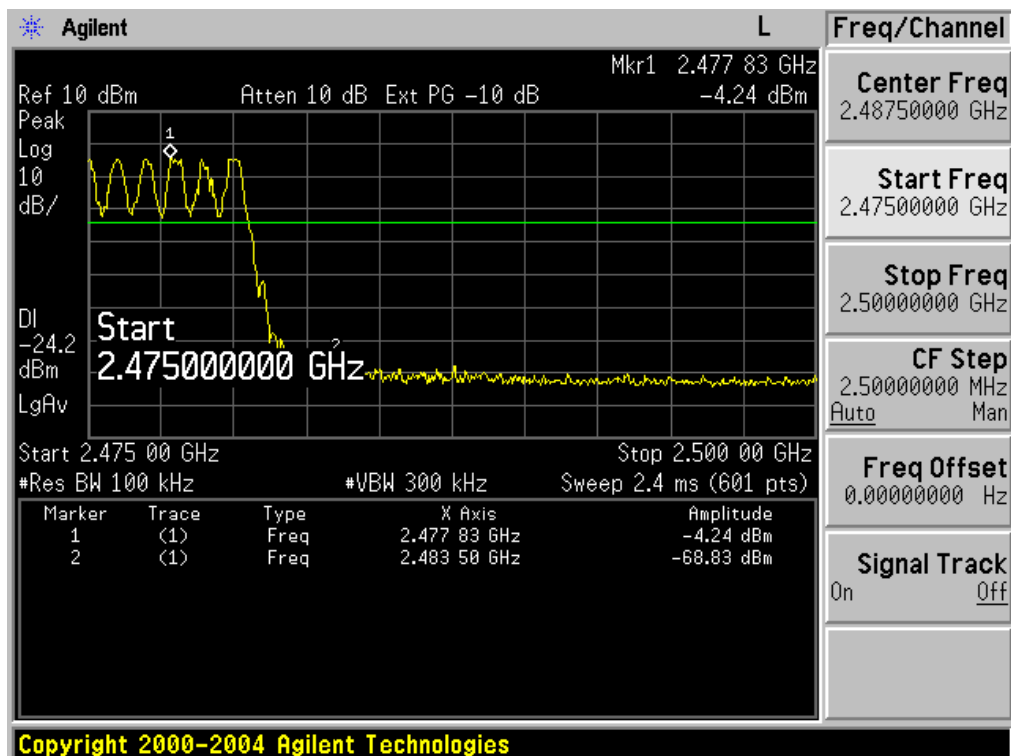 Agilent L Freq/Channel
Mkr1 2.477 83 GHz
Ref 10 dBm Atten 10 dB Ext PG -10 dB -4.24 dBm
Peak
Log
10
dB/
1
2
DI
-24.2
dBm
LgAv
Start
2.475000000 GHz
Start 2.475 00 GHz Stop 2.500 00 GHz
#Res BW 100 kHz #VBW 300 kHz Sweep 2.4 ms (601 pts)
Marker Trace Type X Axis Amplitude
1 (1) Freq 2.477 83 GHz -4.24 dBm
2 (1) Freq 2.483 50 GHz -68.83 dBm
Center Freq
2.48750000 GHz
Start Freq
2.47500000 GHz
Stop Freq
2.50000000 GHz
CF Step
2.50000000 MHz
Auto Man
Freq Offset
0.00000000 Hz
Signal Track
On Off
Copyright 2000-2004 Agilent Technologies